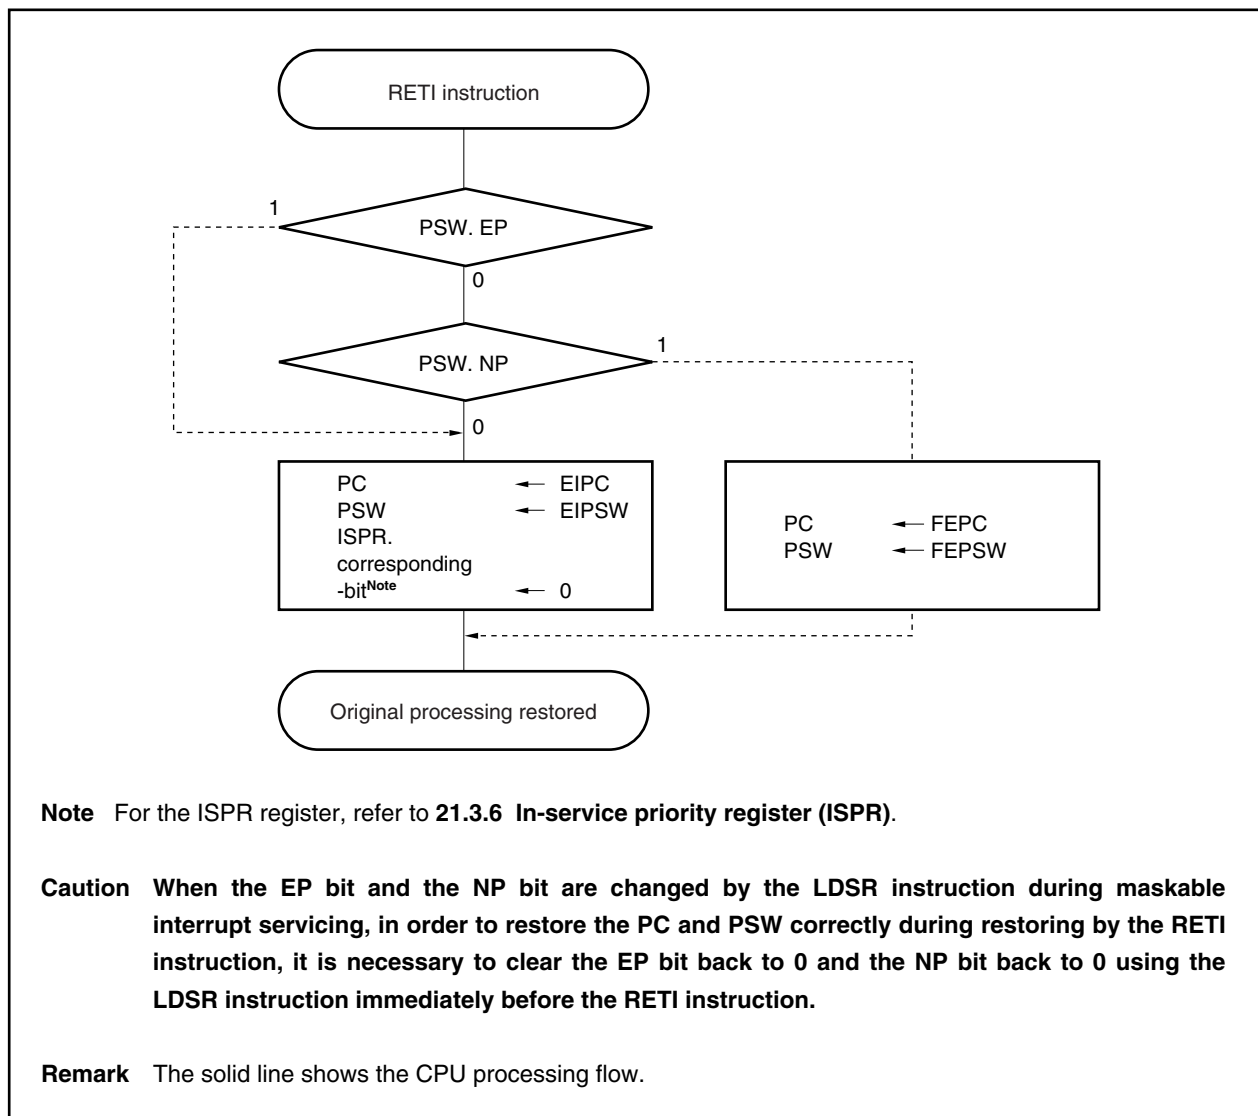 RETI instruction
1
PSW. EP
0
PSW. NP
1
0
PC ← EIPC
PSW ← EIPSW
ISPR.
corresponding
-bitNote ← 0
PC ← FEPC
PSW ← FEPSW
Original processing restored
Note For the ISPR register, refer to 21.3.6 In-service priority register (ISPR).
Caution When the EP bit and the NP bit are changed by the LDSR instruction during maskable
interrupt servicing, in order to restore the PC and PSW correctly during restoring by the RETI
instruction, it is necessary to clear the EP bit back to 0 and the NP bit back to 0 using the
LDSR instruction immediately before the RETI instruction.
Remark The solid line shows the CPU processing flow.